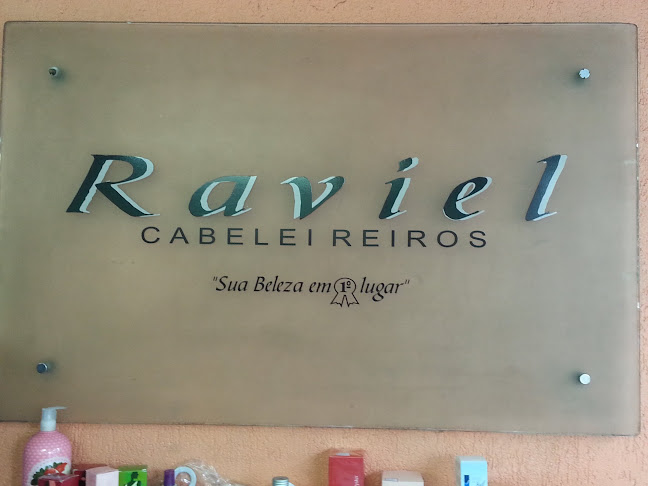 Raviel
CABELEIREIROS
"Sua Beleza em 1º lugar"